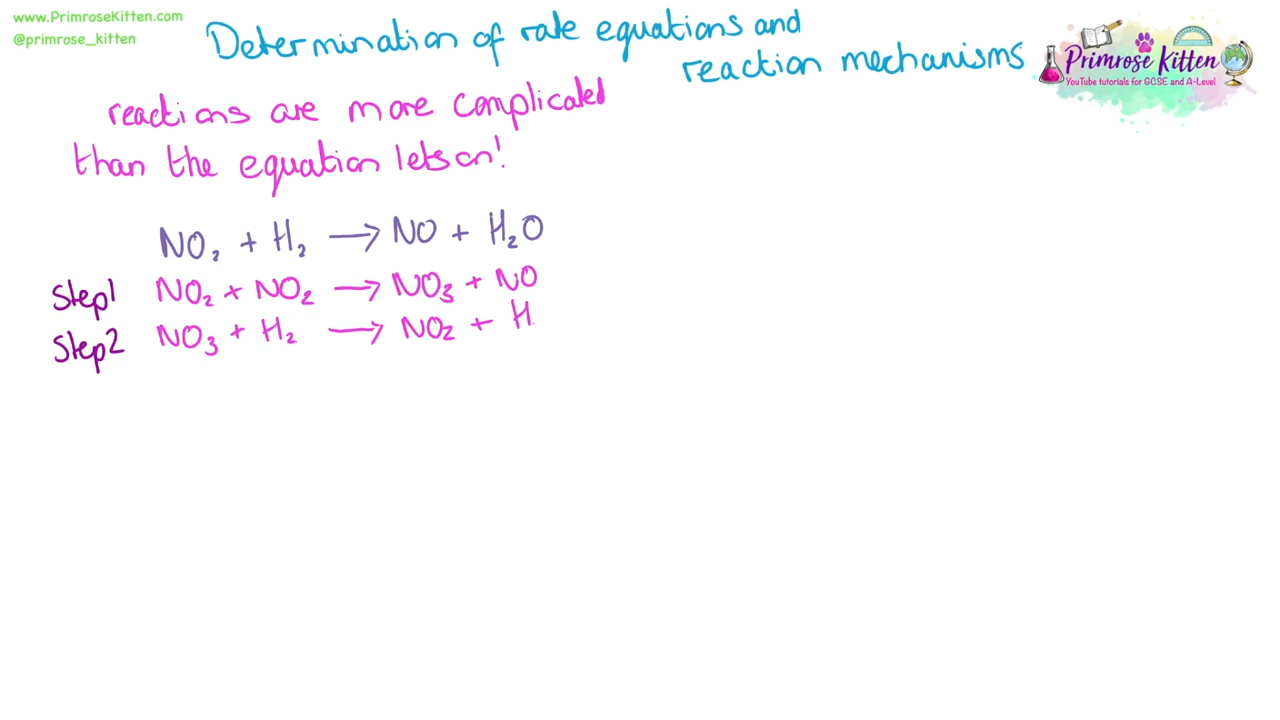 www.PrimroseKitten.com
@primrose_kitten
Determination of rate equations and
reaction mechanisms
Primrose Kitten
YouTube tutorials for GCSE and A-Level
reactions are more complicated
than the equation lets on!
NO₂ + H₂ → NO + H₂O
Step1 NO₂ + NO₂ → NO₃ + NO
Step2 NO₃ + H₂ → NO₂ + H